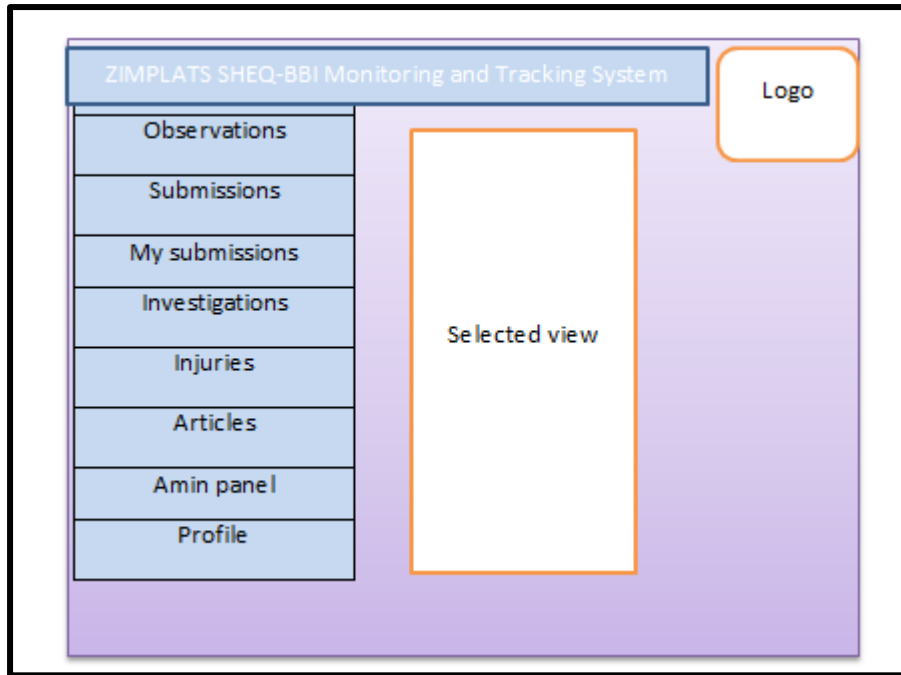 ZIMPLATS SHEQ-BBI Monitoring and Tracking System
Logo
Observations
Submissions
My submissions
Investigations
Injuries
Articles
Amin panel
Profile
Selected view